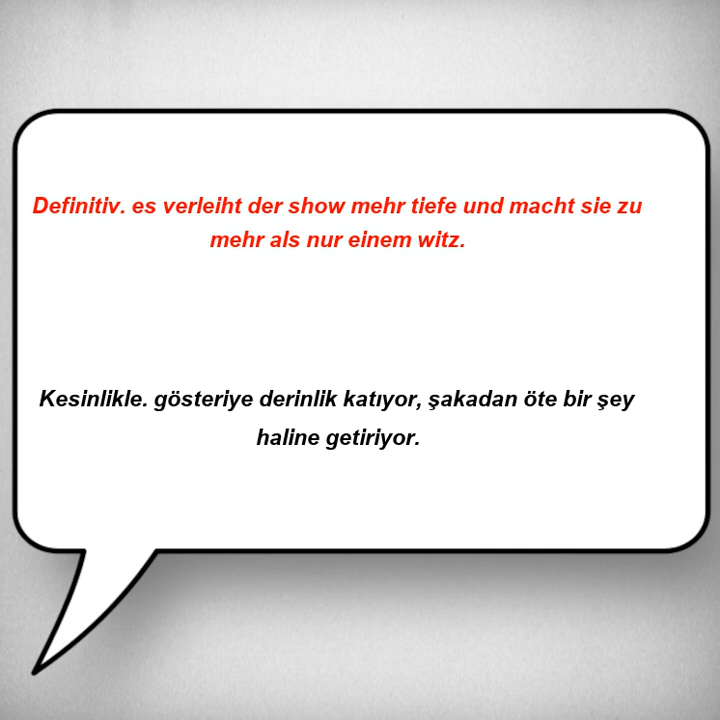 Definitiv. es verleiht der show mehr tiefe und macht sie zu
mehr als nur einem witz.
Kesinlikle. gösteriye derinlik katıyor, şakadan öte bir şey
haline getiriyor.